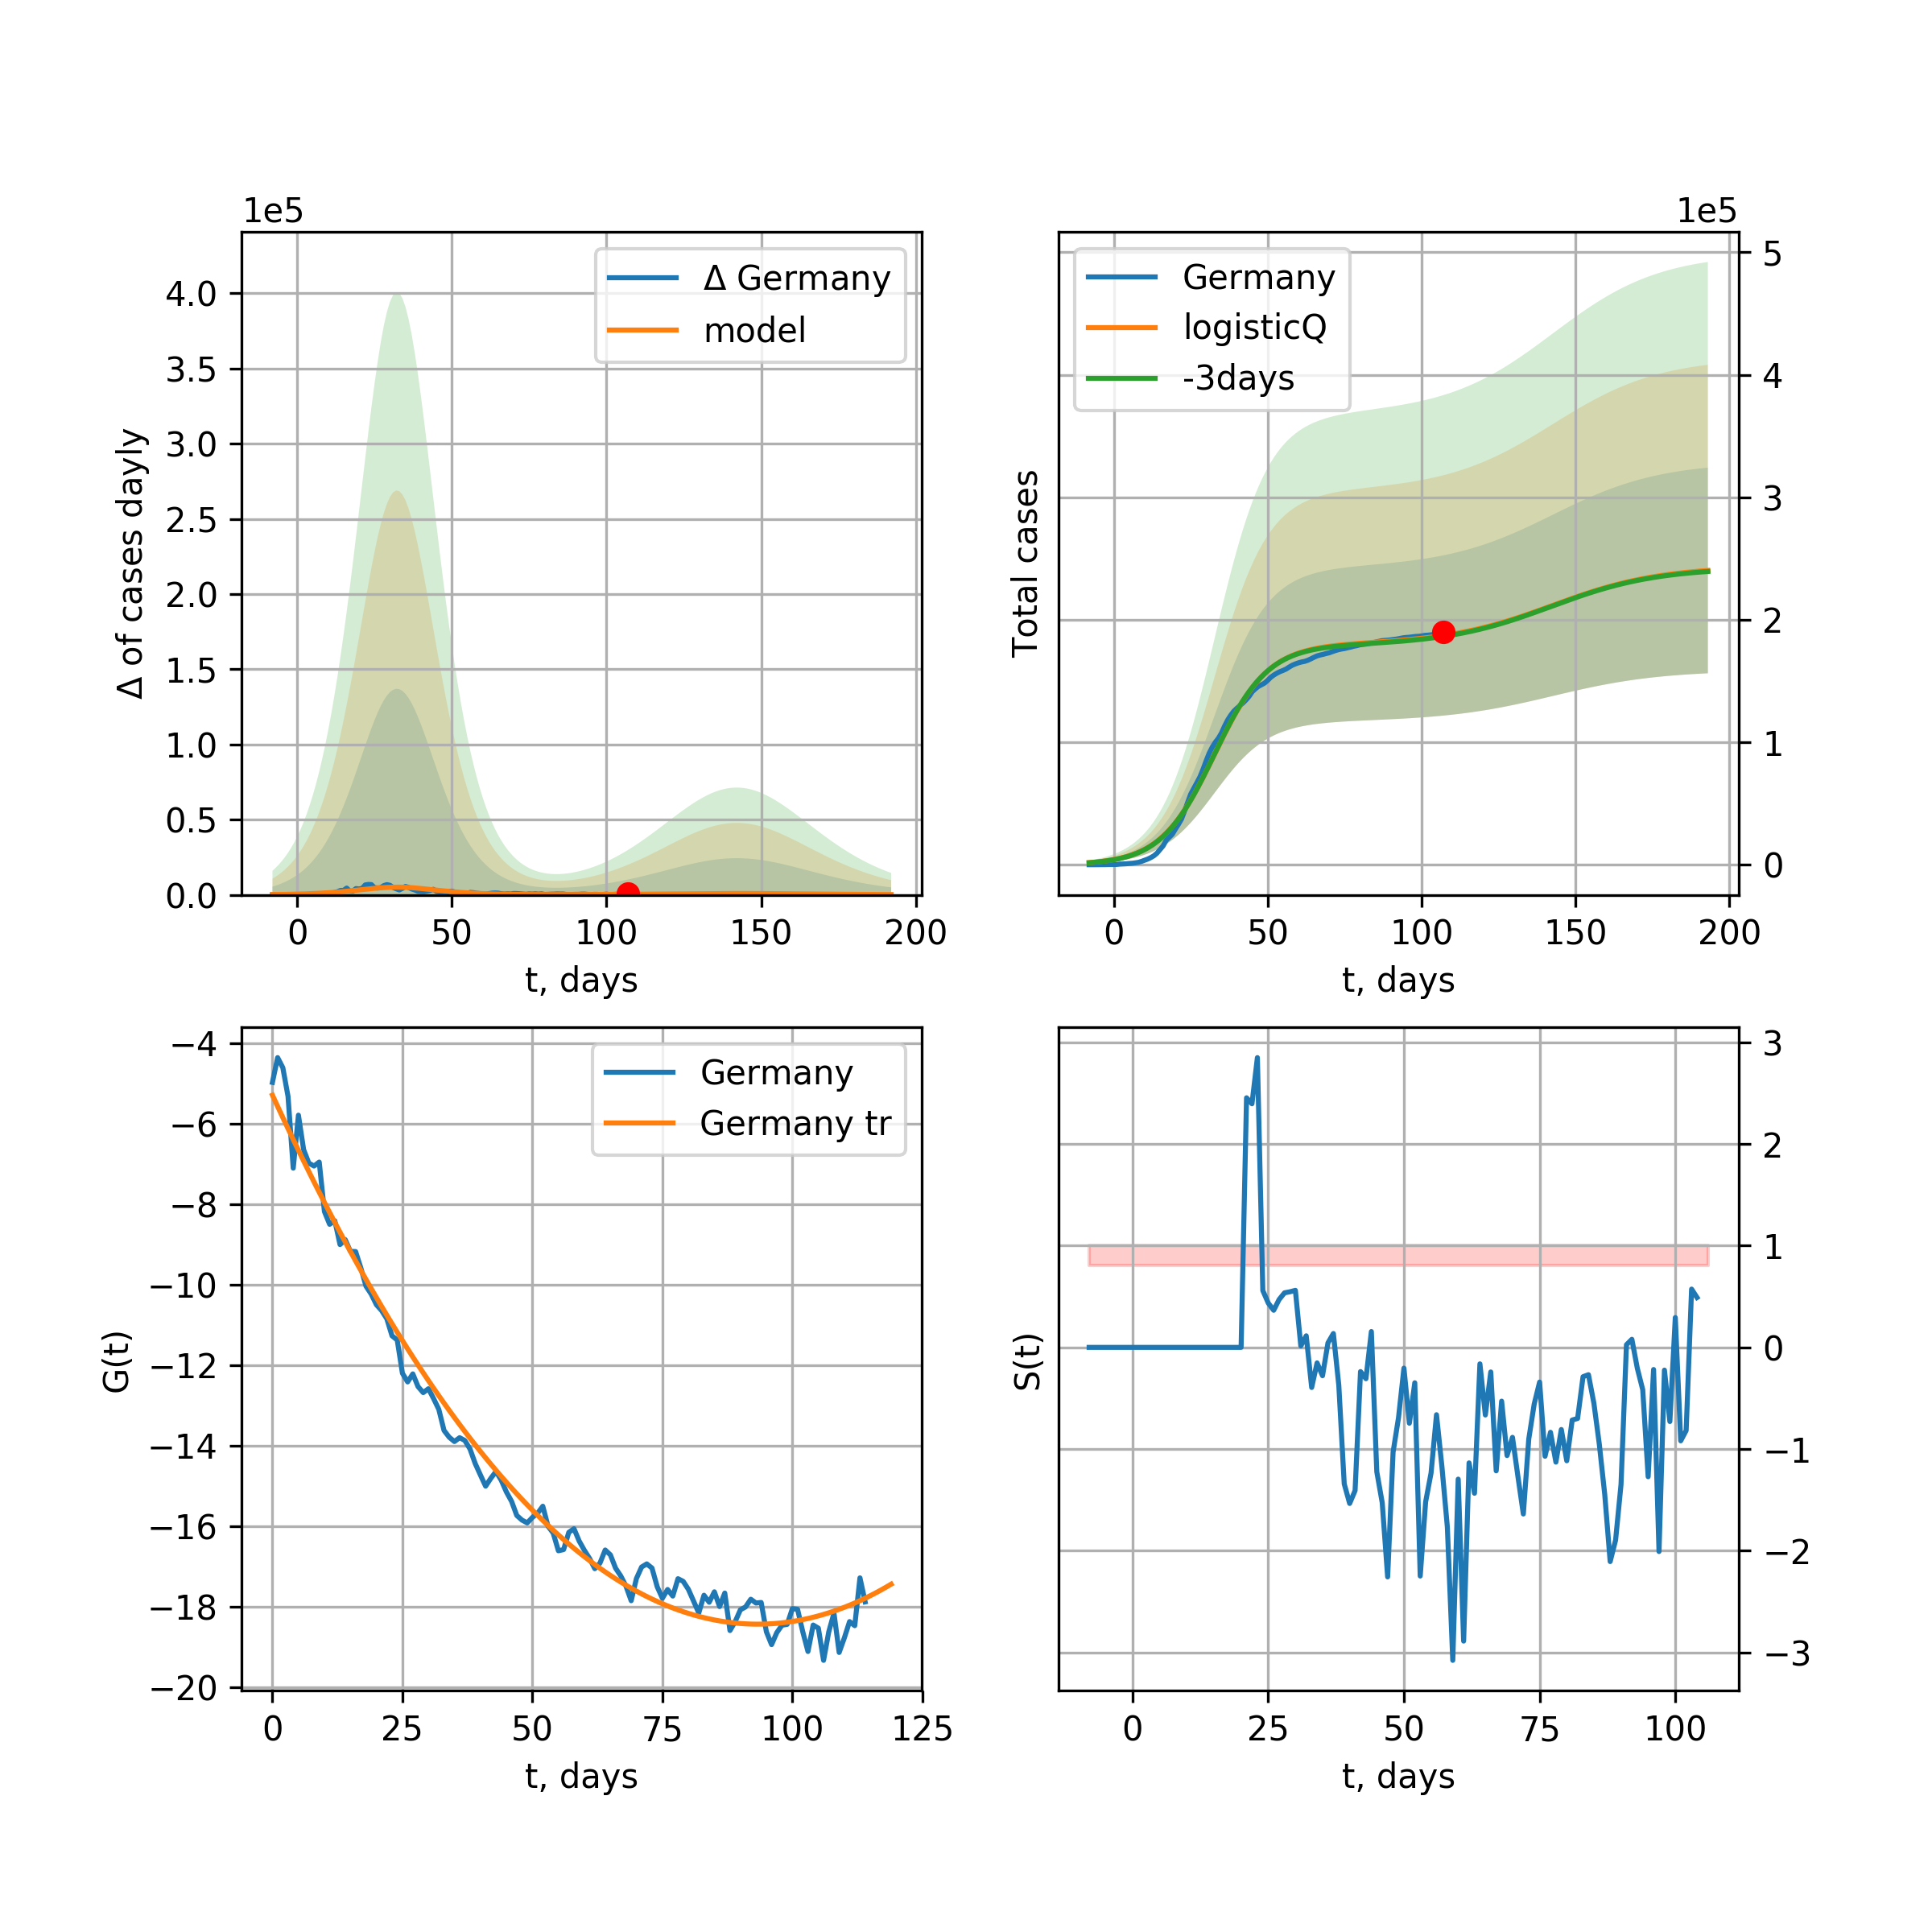 1e5
Δ of cases dayly
4.0
3.5
3.0
2.5
2.0
1.5
1.0
0.5
0.0
0 50 100 150 200
t, days
Δ Germany
model
1e5
Total cases
5
4
3
2
1
0
0 50 100 150 200
t, days
Germany
logisticQ
-3days
G(t)
−4
−6
−8
−10
−12
−14
−16
−18
−20
0 25 50 75 100 125
t, days
Germany
Germany tr
S(t)
3
2
1
0
−1
−2
−3
0 25 50 75 100
t, days